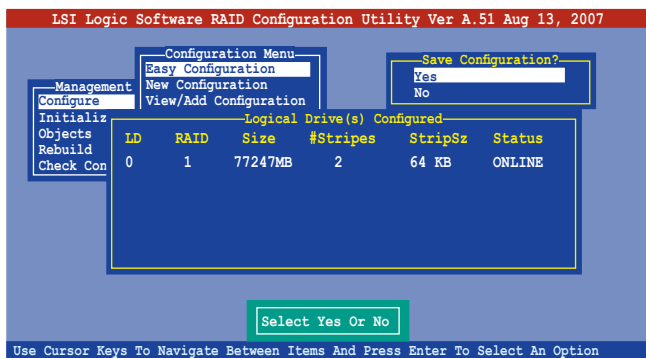 LSI Logic Software RAID Configuration Utility Ver A.51 Aug 13, 2007
Configuration Menu
Easy Configuration
New Configuration
View/Add Configuration
Save Configuration?
Yes
No
Management
Configure
Initializ
Objects
Rebuild
Check Con
Logical Drive(s) Configured
LD RAID Size #Stripes StripSz Status
0 1 77247MB 2 64 KB ONLINE
Select Yes Or No
Use Cursor Keys To Navigate Between Items And Press Enter To Select An Option